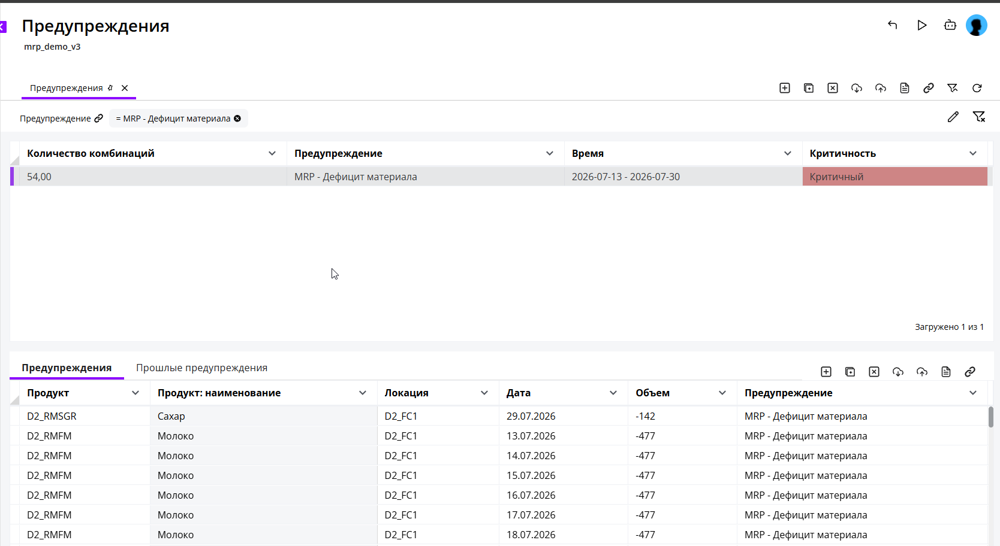 Предупреждения
mrp_demo_v3
Предупреждения
Предупреждение = MRP - Дефицит материала
Количество комбинаций Предупреждение Время Критичность
54,00 MRP - Дефицит материала 2026-07-13 - 2026-07-30 Критичный
Загружено 1 из 1
Предупреждения Прошлые предупреждения
Продукт Продукт: наименование Локация Дата Объем Предупреждение
D2_RMSGR Сахар D2_FC1 29.07.2026 -142 MRP - Дефицит материала
D2_RMFM Молоко D2_FC1 13.07.2026 -477 MRP - Дефицит материала
D2_RMFM Молоко D2_FC1 14.07.2026 -477 MRP - Дефицит материала
D2_RMFM Молоко D2_FC1 15.07.2026 -477 MRP - Дефицит материала
D2_RMFM Молоко D2_FC1 16.07.2026 -477 MRP - Дефицит материала
D2_RMFM Молоко D2_FC1 17.07.2026 -477 MRP - Дефицит материала
D2_RMFM Молоко D2_FC1 18.07.2026 -477 MRP - Дефицит материала